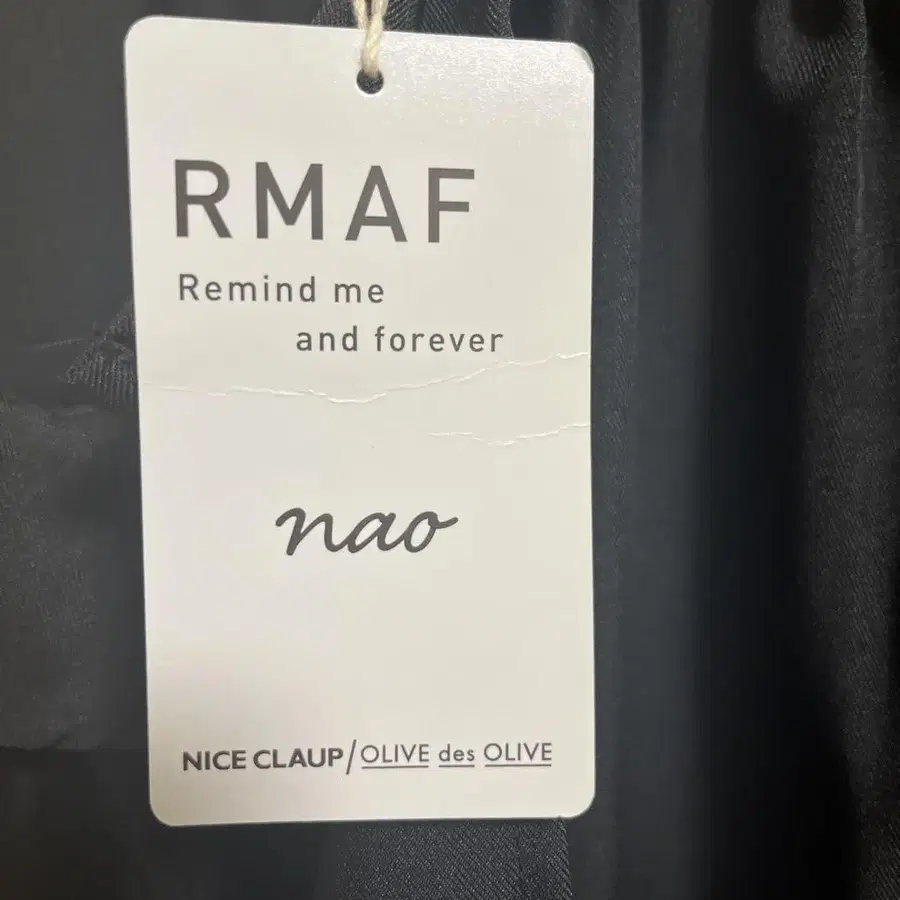 RMAF
Remind me
and forever
nao
NICE CLAUP/OLIVE des OLIVE